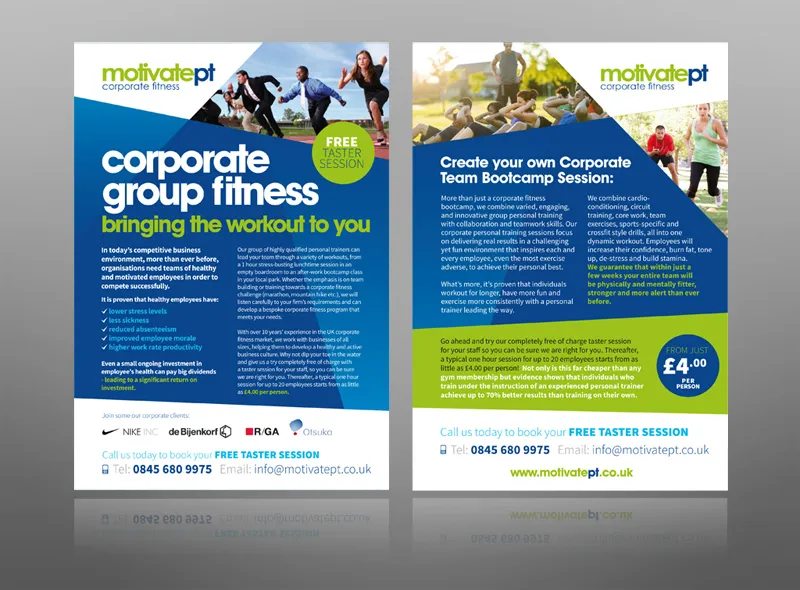 motivatept
corporate fitness
FREE
TASTER
SESSION
corporate
group fitness
bringing the workout to you
In today's competitive business
environment, more than ever before,
organisations need teams of healthy
and motivated employees in order to
compete successfully.
It is proven that healthy employees have:
✓ lower stress levels
✓ less sickness
✓ reduced absenteeism
✓ improved employee morale
✓ higher work rate productivity
Even a small ongoing investment in
employee's health can pay big dividends
- leading to a significant return on
investment.
Our group of highly qualified personal trainers can
lead your team through a variety of workouts, from
a 1 hour stress-busting lunchtime session in an
empty boardroom to an after-work bootcamp class
in your local park. Whether the emphasis is on team
building or training towards a corporate fitness
challenge (marathon, mountain hike etc.), we will
listen carefully to your firm's requirements and can
develop a bespoke corporate fitness program that
meets your needs.
With over 10 years' experience in the UK corporate
fitness market, we work with businesses of all
sizes, helping them to develop a healthy and active
business culture. Why not dip your toe in the water
and give us a try completely free of charge with
a taster session for your staff, so you can be sure
we are right for you. Thereafter, a typical one hour
session for up to 20 employees starts from as little
as £4.00 per person.
Join some our corporate clients:
NIKE INC
de Bijenkorf
R/GA
Otsuka
Call us today to book your FREE TASTER SESSION
Tel: 0845 680 9975 Email: info@motivatept.co.uk
motivatept
corporate fitness
Create your own Corporate
Team Bootcamp Session:
More than just a corporate fitness
bootcamp, we combine varied, engaging,
and innovative group personal training
with collaboration and teamwork skills. Our
corporate personal training sessions focus
on delivering real results in a challenging
yet fun environment that inspires each and
every employee, even the most exercise
adverse, to achieve their personal best.
What's more, it's proven that individuals
workout for longer, have more fun and
exercise more consistently with a personal
trainer leading the way.
We combine cardio-
conditioning, circuit
training, core work, team
exercises, sports-specific and
crossfit style drills, all into one
dynamic workout. Employees will
increase their confidence, burn fat, tone
up, de-stress and build stamina.
We guarantee that within just a
few weeks your entire team will
be physically and mentally fitter,
stronger and more alert than ever
before.
Go ahead and try our completely free of charge taster session
for your staff so you can be sure we are right for you. Thereafter,
a typical one hour session for up to 20 employees starts from as
little as £4.00 per person! Not only is this far cheaper than any
gym membership but evidence shows that individuals who
train under the instruction of an experienced personal trainer
achieve up to 70% better results than training on their own.
FROM JUST
£4.00
PER
PERSON
Call us today to book your FREE TASTER SESSION
Tel: 0845 680 9975 Email: info@motivatept.co.uk
www.motivatept.co.uk